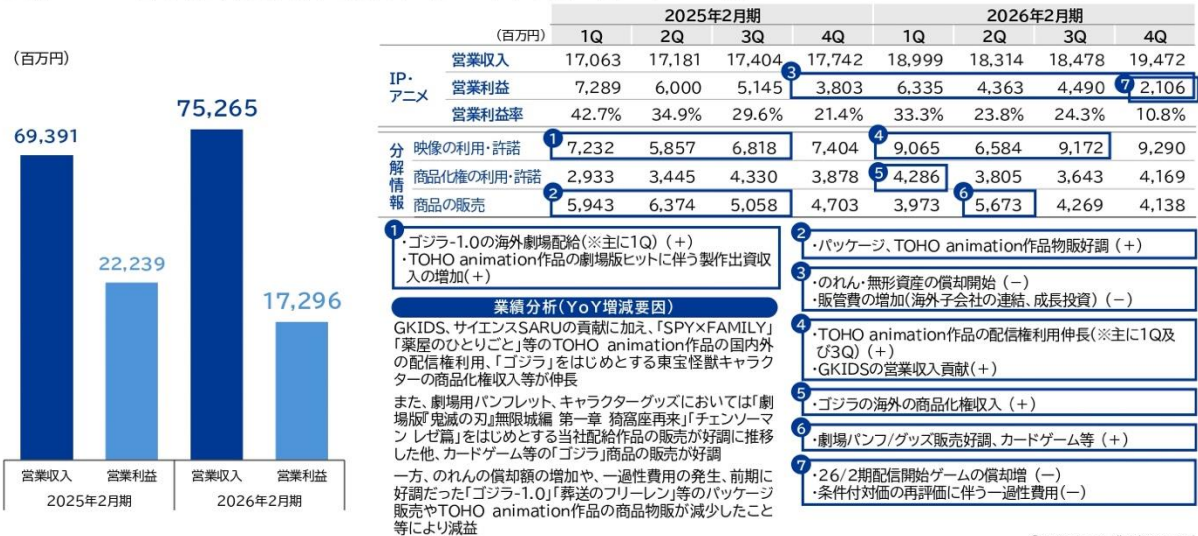 (百万円)
69,391
22,239
75,265
17,296
営業収入 営業利益 営業収入 営業利益
2025年2月期 2026年2月期
2025年2月期 2026年2月期
(百万円) 1Q 2Q 3Q 4Q 1Q 2Q 3Q 4Q
IP・アニメ
営業収入 17,063 17,181 17,404 17,742 18,999 18,314 18,478 19,472
営業利益 7,289 6,000 5,145 3 3,803 6,335 4,363 4,490 7 2,106
営業利益率 42.7% 34.9% 29.6% 21.4% 33.3% 23.8% 24.3% 10.8%
分解情報
映像の利用・許諾 1 7,232 5,857 6,818 7,404 4 9,065 6,584 9,172 9,290
商品化権の利用・許諾 2,933 3,445 4,330 3,878 5 4,286 3,805 3,643 4,169
商品の販売 2 5,943 6,374 5,058 4,703 3,973 6 5,673 4,269 4,138
1
・ゴジラ-1.0の海外劇場配給(※主に1Q) (+)
・TOHO animation作品の劇場版ヒットに伴う製作出資収
入の増加(+)
業績分析(YoY増減要因)
GKIDS、サイエンスSARUの貢献に加え、「SPY×FAMILY」
「薬屋のひとりごと」等のTOHO animation作品の国内外
の配信権利用、「ゴジラ」をはじめとする東宝怪獣キャラク
ターの商品化権収入等が伸長
また、劇場用パンフレット、キャラクターグッズにおいては「劇
場版『鬼滅の刃』無限城編 第一章 猗窩座再来」「チェンソーマ
ン レゼ篇」をはじめとする当社配給作品の販売が好調に推移
した他、カードゲーム等の「ゴジラ」商品の販売が好調
一方、のれんの償却額の増加や、一過性費用の発生、前期に
好調だった「ゴジラ-1.0」「葬送のフリーレン」等のパッケージ
販売やTOHO animation作品の商品物販が減少したこと
等により減益
2
・パッケージ、TOHO animation作品物販好調 (+)
3
・のれん・無形資産の償却開始 (−)
・販管費の増加(海外子会社の連結、成長投資) (−)
4
・TOHO animation作品の配信権利用伸長(※主に1Q及
び3Q) (+)
・GKIDSの営業収入貢献(+)
5
・ゴジラの海外の商品化権収入 (+)
6
・劇場パンフ/グッズ販売好調、カードゲーム等 (+)
7
・26/2期配信開始ゲームの償却増 (−)
・条件付対価の再評価に伴う一過性費用(−)